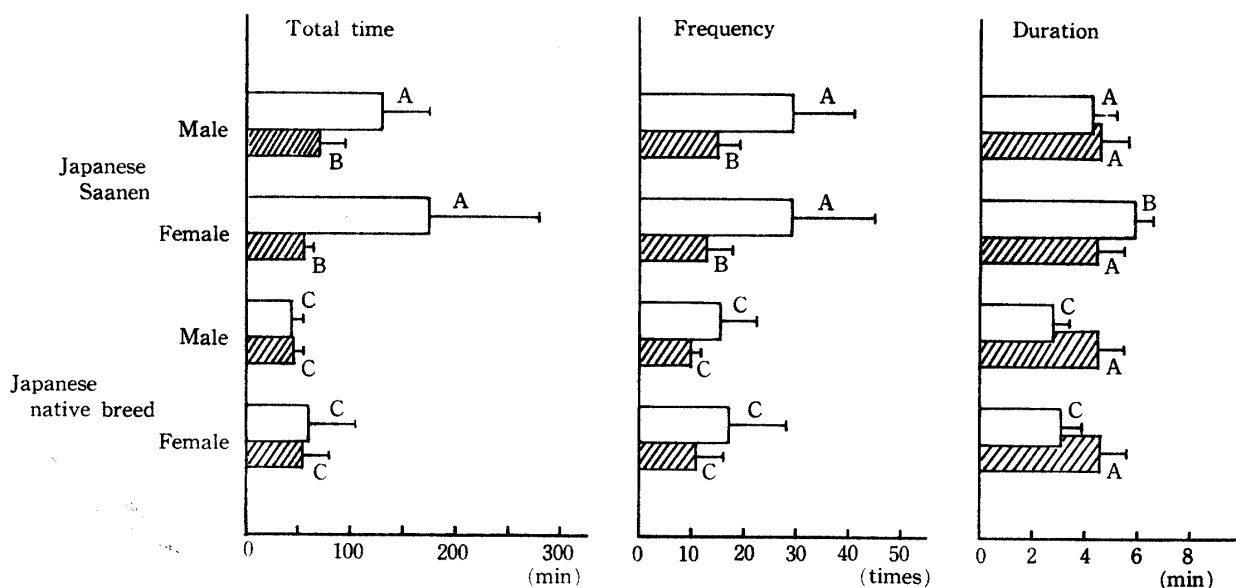 Total time
Frequency
Duration
Japanese
Saanen
Male
A
B
A
B
A
A
Female
A
B
A
B
B
A
Japanese
native breed
Male
C
C
C
C
C
A
Female
C
C
C
C
C
A
0 100 200 300
(min)
0 10 20 30 40 50
(times)
0 2 4 6 8
(min)